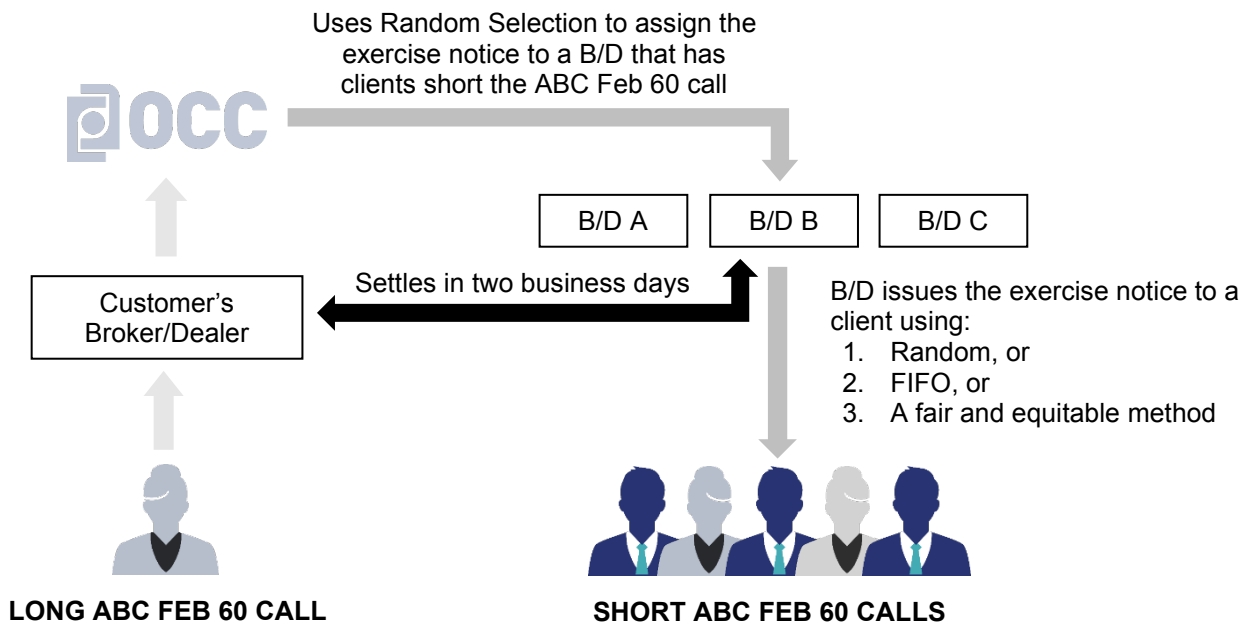 Uses Random Selection to assign the
exercise notice to a B/D that has
clients short the ABC Feb 60 call
OCC
B/D A
B/D B
B/D C
Settles in two business days
Customer’s
Broker/Dealer
B/D issues the exercise notice to a
client using:
1. Random, or
2. FIFO, or
3. A fair and equitable method
LONG ABC FEB 60 CALL
SHORT ABC FEB 60 CALLS